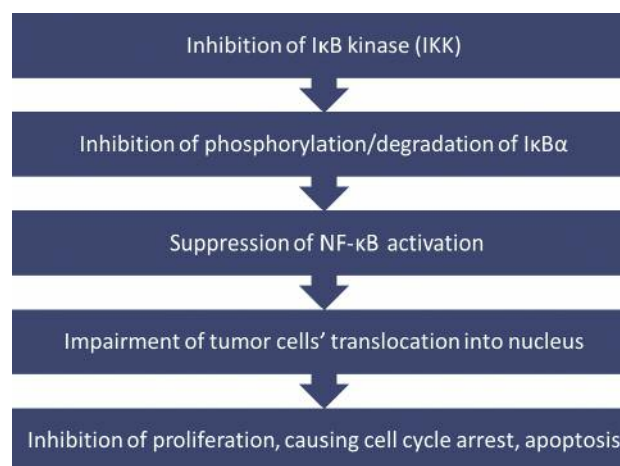 Inhibition of IκB kinase (IKK)
Inhibition of phosphorylation/degradation of IκBα
Suppression of NF-κB activation
Impairment of tumor cells’ translocation into nucleus
Inhibition of proliferation, causing cell cycle arrest, apoptosis